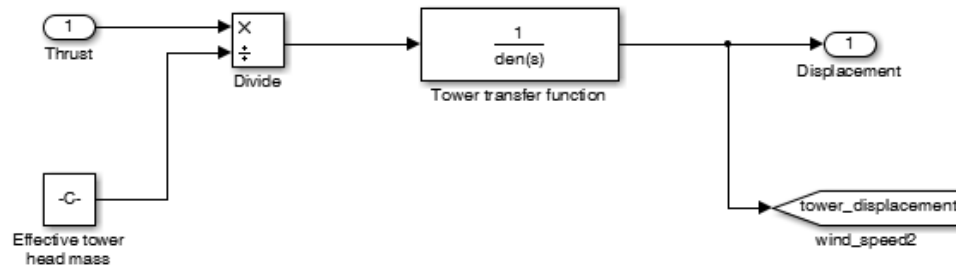 1
Thrust
×
÷
Divide
1
den(s)
Tower transfer function
1
Displacement
-C-
Effective tower
head mass
tower_displacement
wind_speed2